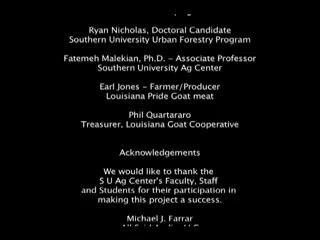 Ryan Nicholas, Doctoral Candidate
Southern University Urban Forestry Program
Fatemeh Malekian, Ph.D. - Associate Professor
Southern University Ag Center
Earl Jones - Farmer/Producer
Louisiana Pride Goat meat
Phil Quartararo
Treasurer, Louisiana Goat Cooperative
Acknowledgements
We would like to thank the
S U Ag Center's Faculty, Staff
and Students for their participation in
making this project a success.
Michael J. Farrar